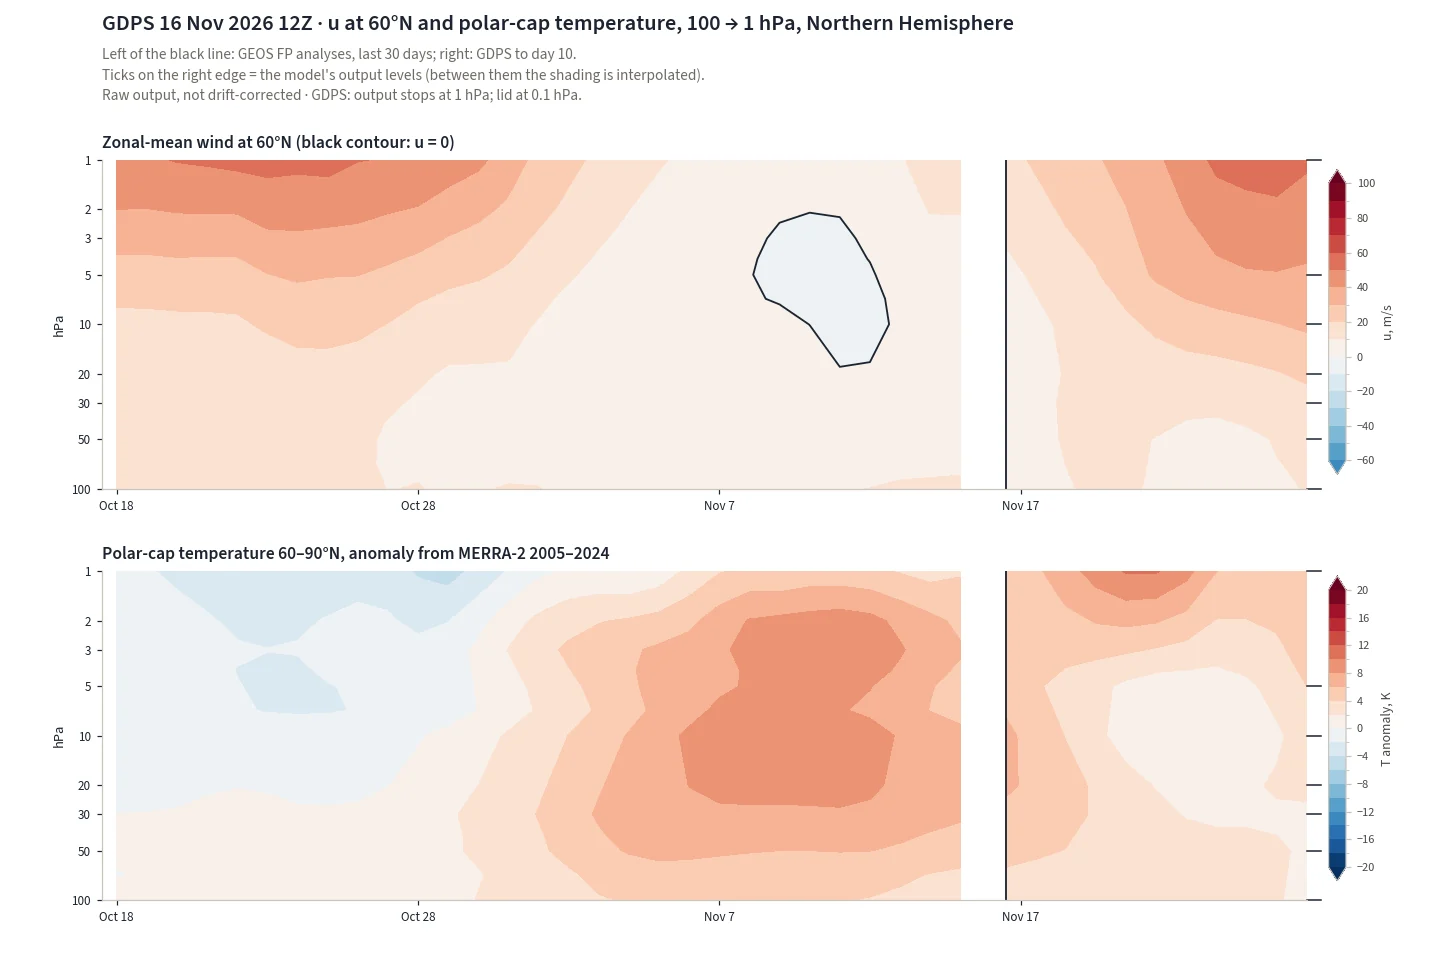 GDPS 16 Nov 2026 12Z · u at 60°N and polar-cap temperature, 100 → 1 hPa, Northern Hemisphere
Left of the black line: GEOS FP analyses, last 30 days; right: GDPS to day 10.
Ticks on the right edge = the model's output levels (between them the shading is interpolated).
Raw output, not drift-corrected · GDPS: output stops at 1 hPa; lid at 0.1 hPa.
Zonal-mean wind at 60°N (black contour: u = 0)
1
2
3
5
10
20
30
50
100
hPa
Oct 18
Oct 28
Nov 7
Nov 17
100
80
60
40
20
0
−20
−40
−60
u, m/s
Polar-cap temperature 60–90°N, anomaly from MERRA-2 2005–2024
1
2
3
5
10
20
30
50
100
hPa
Oct 18
Oct 28
Nov 7
Nov 17
20
16
12
8
4
0
−4
−8
−12
−16
−20
T anomaly, K